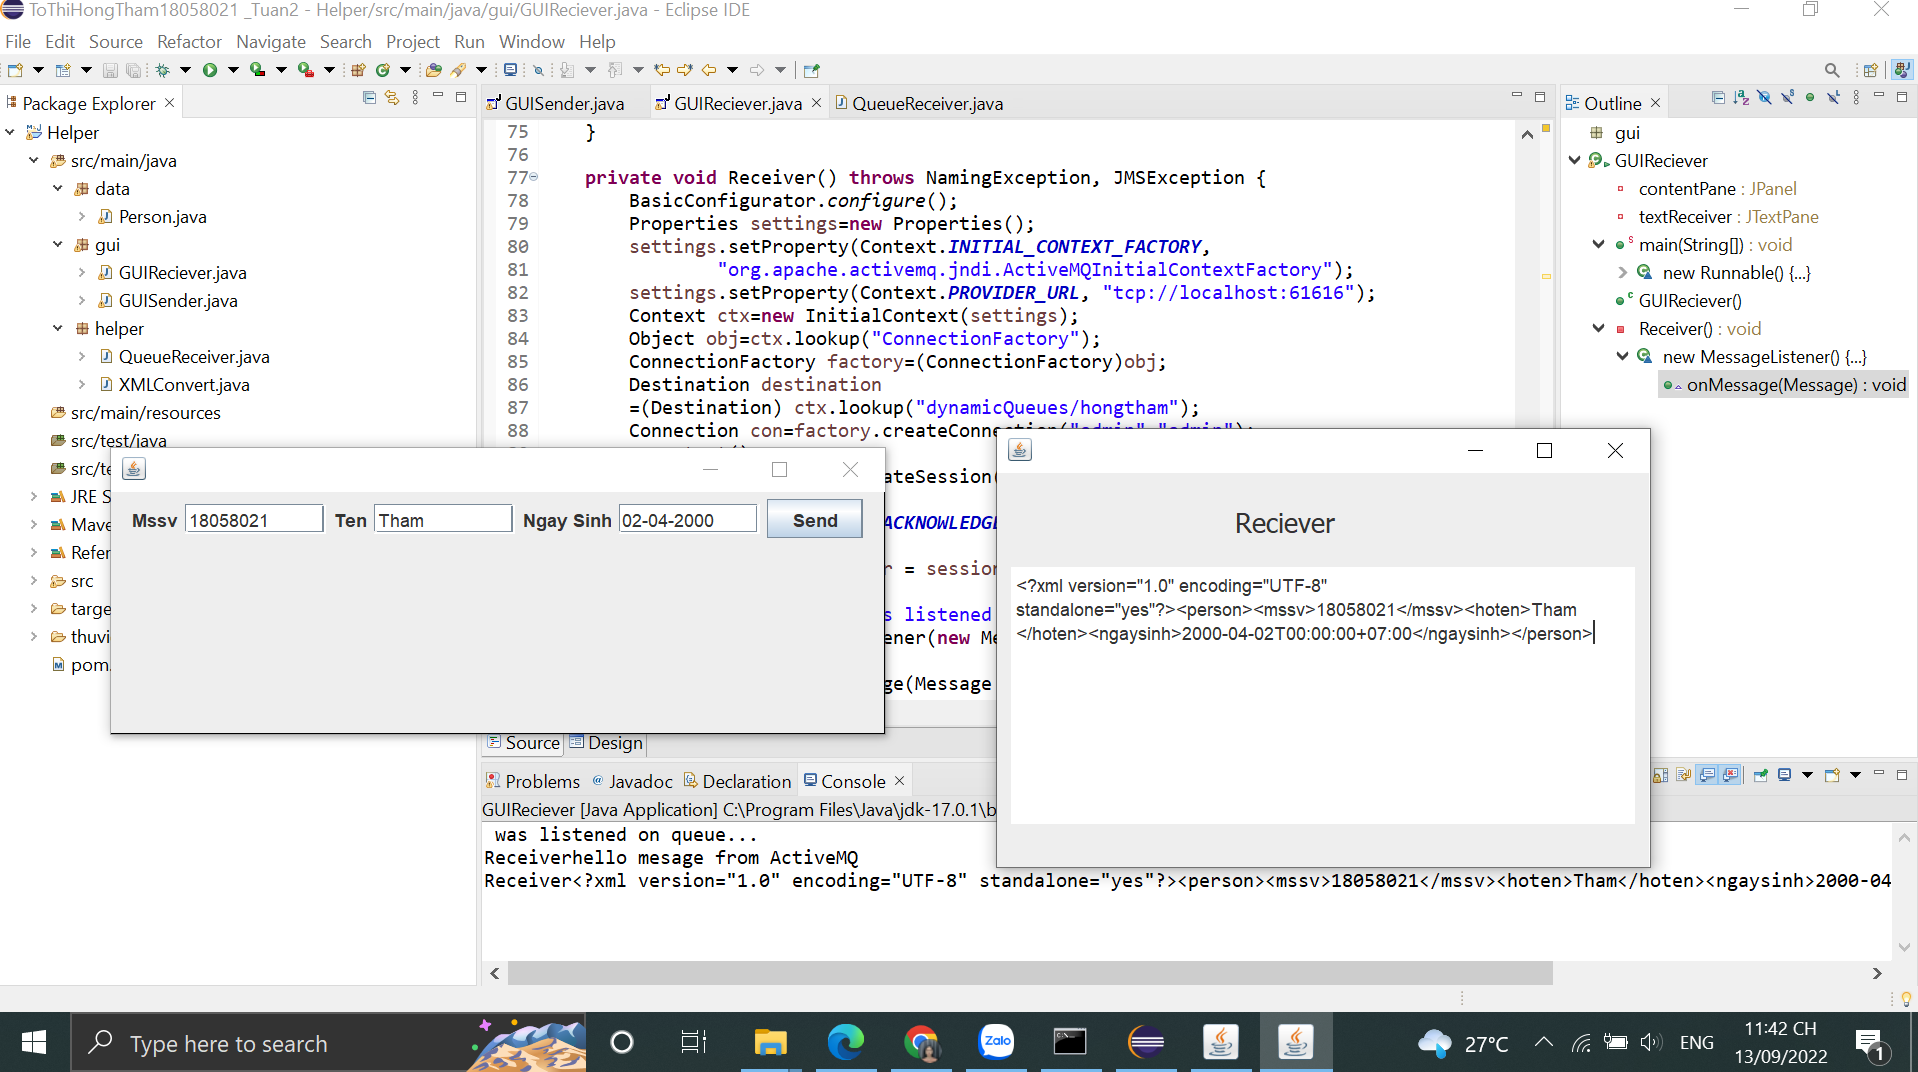 ToThiHongTham18058021 _Tuan2 - Helper/src/main/java/gui/GUIReciever.java - Eclipse IDE
File Edit Source Refactor Navigate Search Project Run Window Help
Package Explorer
Helper
src/main/java
data
Person.java
gui
GUIReciever.java
GUISender.java
helper
QueueReceiver.java
XMLConvert.java
src/main/resources
src/test/java
src/te
JRE S
Mave
Refer
src
targe
thuvi
pom.
GUISender.java GUIReciever.java QueueReceiver.java
75 }
76
77 private void Receiver() throws NamingException, JMSException {
78 BasicConfigurator.configure();
79 Properties settings=new Properties();
80 settings.setProperty(Context.INITIAL_CONTEXT_FACTORY,
81 "org.apache.activemq.jndi.ActiveMQInitialContextFactory");
82 settings.setProperty(Context.PROVIDER_URL, "tcp://localhost:61616");
83 Context ctx=new InitialContext(settings);
84 Object obj=ctx.lookup("ConnectionFactory");
85 ConnectionFactory factory=(ConnectionFactory)obj;
86 Destination destination
87 =(Destination) ctx.lookup("dynamicQueues/hongtham");
88 Connection con=factory.createConnection("admin","admin");
ateSession(
ACKNOWLEDGE
r = session
s listened
ener(new Me
ge(Message
Source Design
Outline
gui
GUIReciever
contentPane : JPanel
textReceiver : JTextPane
main(String[]) : void
new Runnable() {...}
GUIReciever()
Receiver() : void
new MessageListener() {...}
onMessage(Message) : void
Mssv 18058021 Ten Tham Ngay Sinh 02-04-2000 Send
Reciever
<?xml version="1.0" encoding="UTF-8"
standalone="yes"?><person><mssv>18058021</mssv><hoten>Tham
</hoten><ngaysinh>2000-04-02T00:00:00+07:00</ngaysinh></person>
Problems Javadoc Declaration Console
GUIReciever [Java Application] C:\Program Files\Java\jdk-17.0.1\b
was listened on queue...
Receiverhello mesage from ActiveMQ
Receiver<?xml version="1.0" encoding="UTF-8" standalone="yes"?><person><mssv>18058021</mssv><hoten>Tham</hoten><ngaysinh>2000-04
Type here to search
Zalo
27°C
ENG
11:42 CH
13/09/2022
1